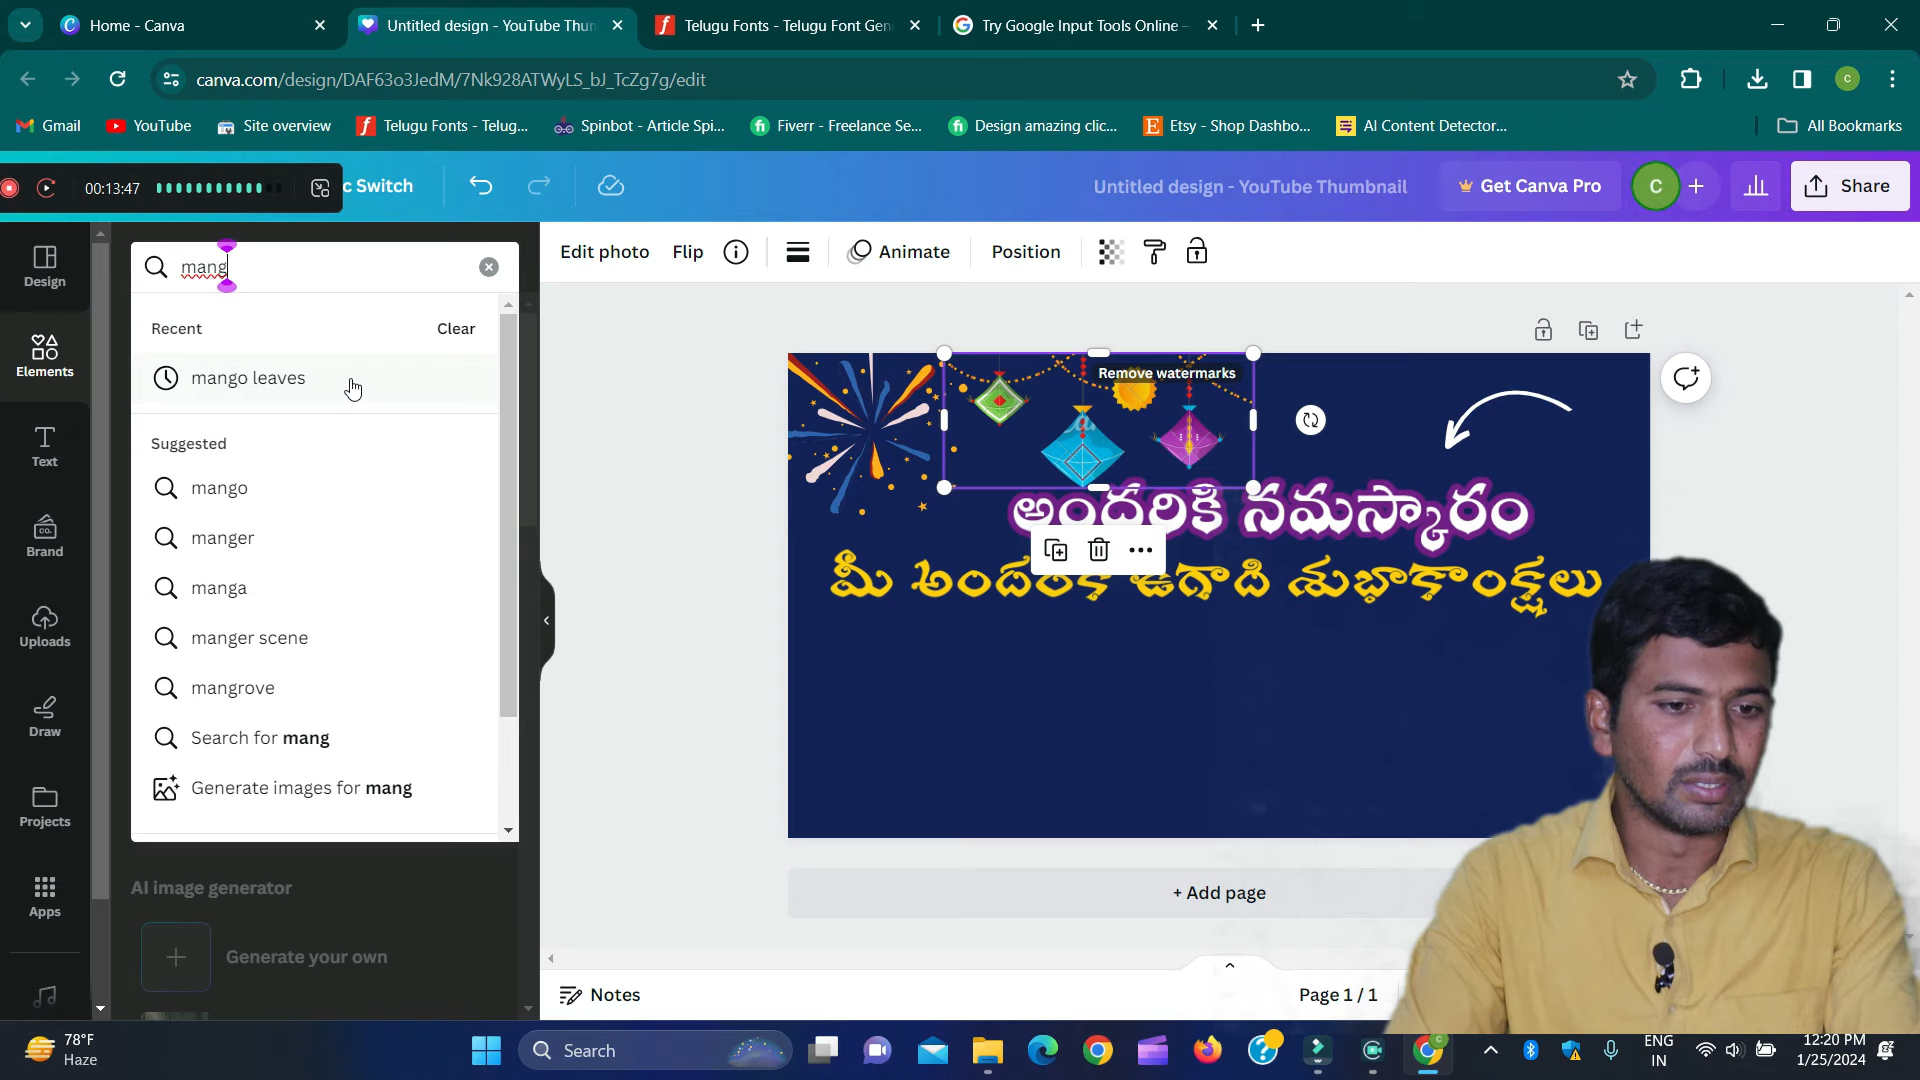 Home - Canva
Untitled design - YouTube Thun
Telugu Fonts - Telugu Font Gen
Try Google Input Tools Online –
canva.com/design/DAF63o3JedM/7Nk928ATWyLS_bJ_TcZg7g/edit
C
Gmail
YouTube
Site overview
Telugu Fonts - Telug...
Spinbot - Article Spi...
Fiverr - Freelance Se...
Design amazing clic...
Etsy - Shop Dashbo...
AI Content Detector...
All Bookmarks
00:13:47
c Switch
Untitled design - YouTube Thumbnail
Get Canva Pro
C
Share
Design
Elements
Text
Brand
Uploads
Draw
Projects
Apps
mang
Recent
Clear
mango leaves
Suggested
mango
manger
manga
manger scene
mangrove
Search for mang
Generate images for mang
AI image generator
Generate your own
Edit photo
Flip
Animate
Position
Remove watermarks
అందరికి నమస్కారం
మీ అందరికి ఉగాది శుభాకాంక్షలు
+ Add page
Notes
Page 1 / 1
78°F
Haze
Search
ENG
IN
12:20 PM
1/25/2024